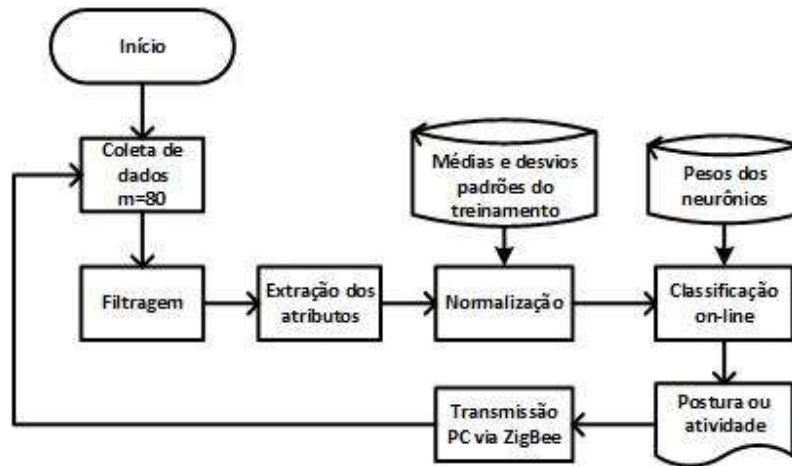 Início
Coleta de
dados
m=80
Médias e desvios
padrões do
treinamento
Pesos dos
neurônios
Filtragem
Extração dos
atributos
Normalização
Classificação
on-line
Transmissão
PC via ZigBee
Postura ou
atividade